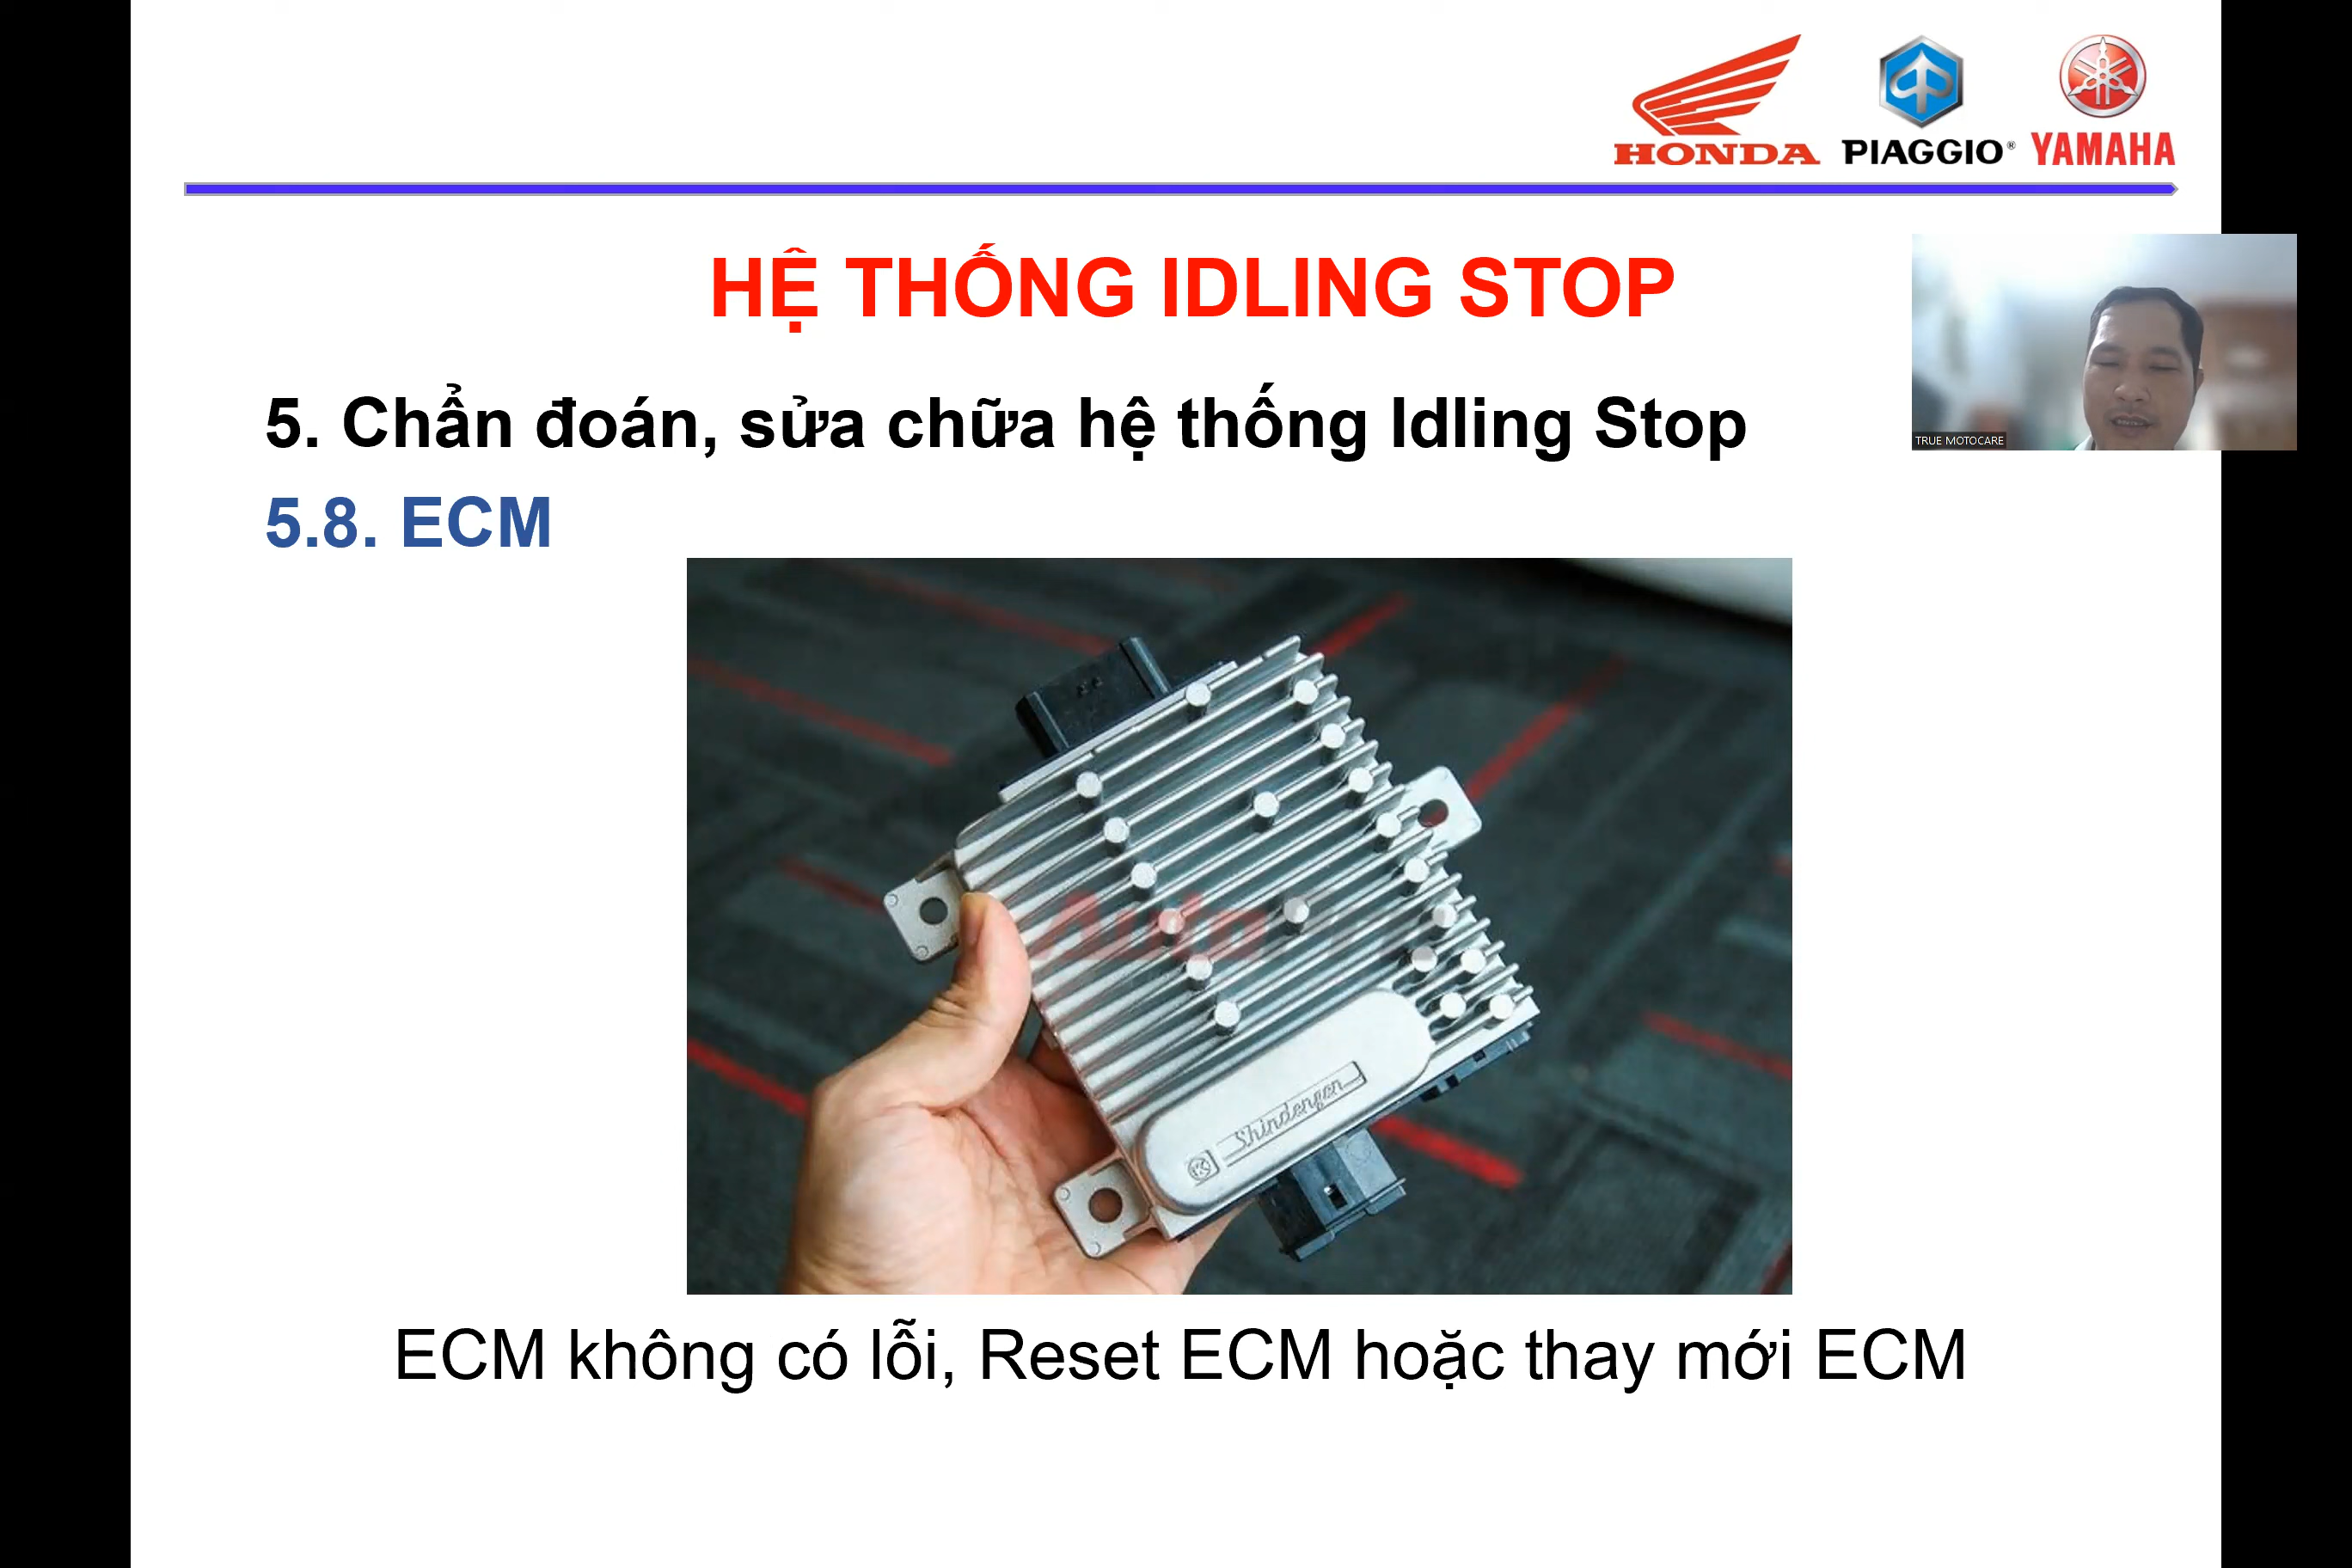 HONDA PIAGGIO® YAMAHA
HỆ THỐNG IDLING STOP
5. Chẩn đoán, sửa chữa hệ thống Idling Stop
TRUE MOTOCARE
5.8. ECM
Auto
Shindengen
ECM không có lỗi, Reset ECM hoặc thay mới ECM